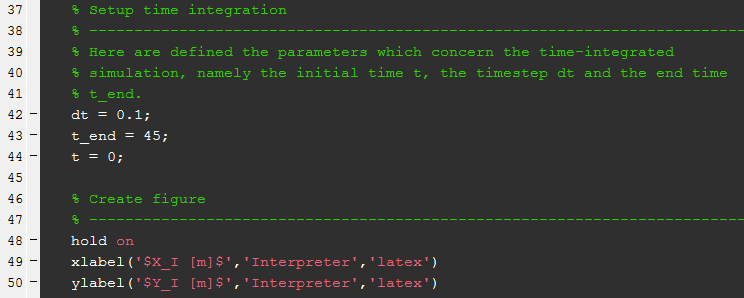 37 % Setup time integration
38 % -------------------------------------------------------------------------
39 % Here are defined the parameters which concern the time-integrated
40 % simulation, namely the initial time t, the timestep dt and the end time
41 % t_end.
42 - dt = 0.1;
43 - t_end = 45;
44 - t = 0;
45
46 % Create figure
47 % -------------------------------------------------------------------------
48 - hold on
49 - xlabel('$X_I [m]$','Interpreter','latex')
50 - ylabel('$Y_I [m]$','Interpreter','latex')